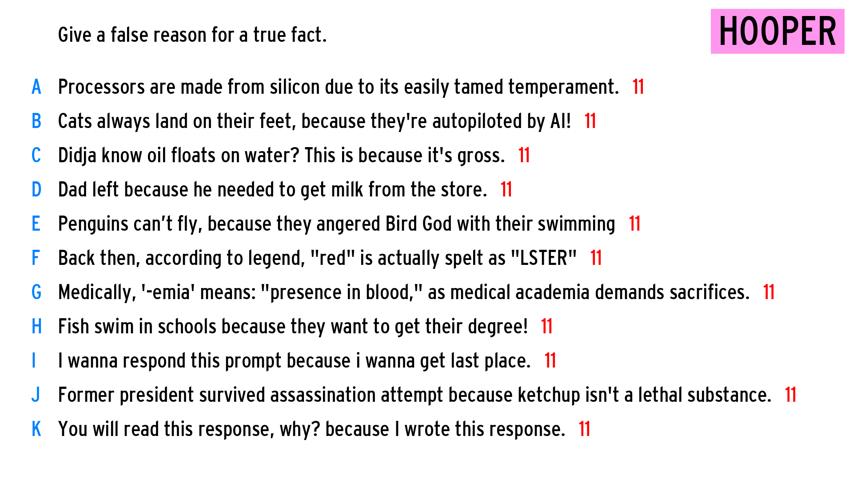 Give a false reason for a true fact.
HOOPER
A Processors are made from silicon due to its easily tamed temperament. 11
B Cats always land on their feet, because they're autopiloted by AI! 11
C Didja know oil floats on water? This is because it's gross. 11
D Dad left because he needed to get milk from the store. 11
E Penguins can’t fly, because they angered Bird God with their swimming 11
F Back then, according to legend, "red" is actually spelt as "LSTER" 11
G Medically, '-emia' means: "presence in blood," as medical academia demands sacrifices. 11
H Fish swim in schools because they want to get their degree! 11
I I wanna respond this prompt because i wanna get last place. 11
J Former president survived assassination attempt because ketchup isn't a lethal substance. 11
K You will read this response, why? because I wrote this response. 11